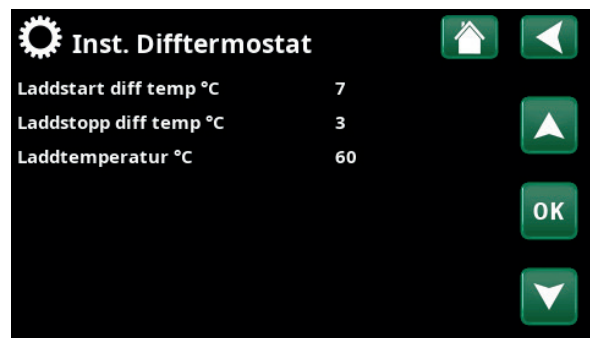 Inst. Difftermostat
Laddstart diff temp °C 7
Laddstopp diff temp °C 3
Laddtemperatur °C 60
OK